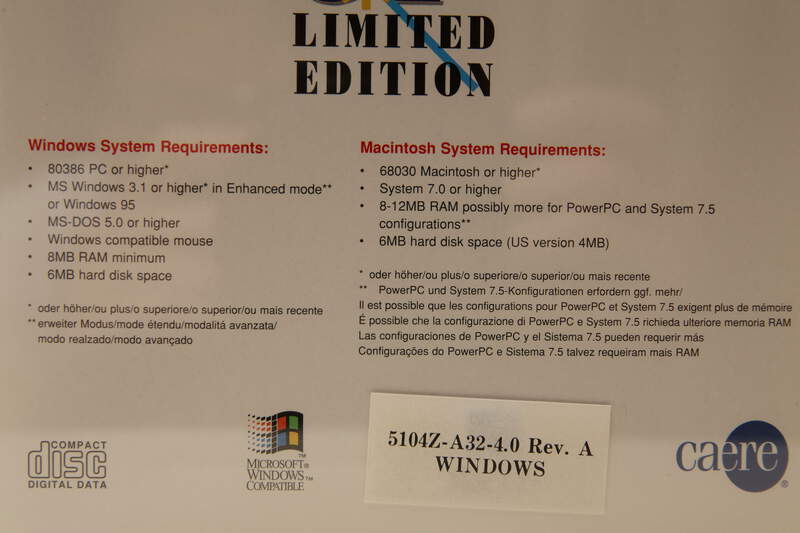 LIMITED
EDITION
Windows System Requirements:
• 80386 PC or higher*
• MS Windows 3.1 or higher* in Enhanced mode**
or Windows 95
• MS-DOS 5.0 or higher
• Windows compatible mouse
• 8MB RAM minimum
• 6MB hard disk space
* oder höher/ou plus/o superiore/o superior/ou mais recente
** erweiter Modus/mode étendu/modalitá avanzata/
modo realzado/modo avançado
Macintosh System Requirements:
• 68030 Macintosh or higher*
• System 7.0 or higher
• 8-12MB RAM possibly more for PowerPC and System 7.5
configurations**
• 6MB hard disk space (US version 4MB)
* oder höher/ou plus/o superiore/o superior/ou mais recente
** PowerPC und System 7.5-Konfigurationen erfordern ggf. mehr/
Il est possible que les configurations pour PowerPC et System 7.5 exigent plus de mémoire
É possible che la configurazione di PowerPC e System 7.5 richieda ulteriore memoria RAM
Las configuraciones de PowerPC y el Sistema 7.5 pueden requerir más
Configurações do PowerPC e Sistema 7.5 talvez requeiram mais RAM
COMPACT
disc
DIGITAL DATA
™
MICROSOFT®
WINDOWS™
COMPATIBLE
5104Z-A32-4.0 Rev. A
WINDOWS
caere®